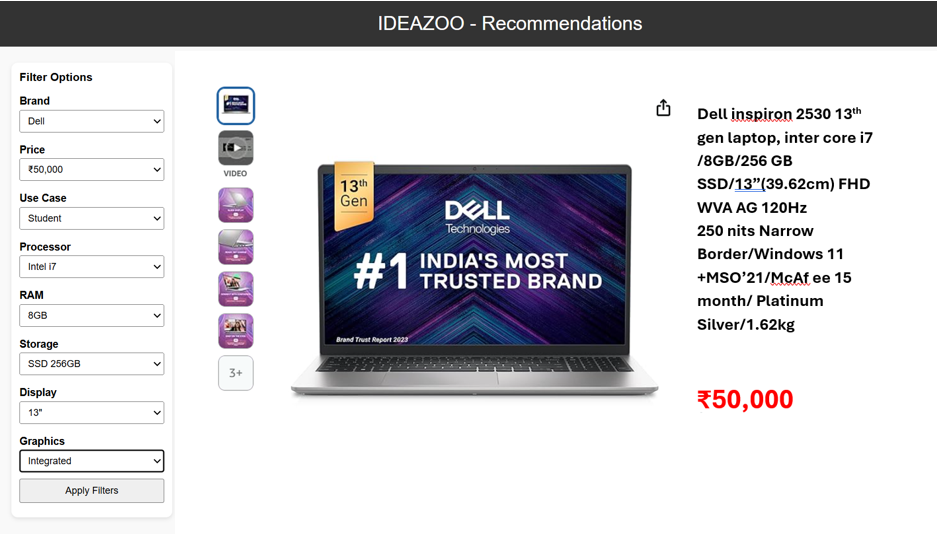 IDEAZOO - Recommendations
Filter Options
Brand
Dell
Price
₹50,000
Use Case
Student
Processor
Intel i7
RAM
8GB
Storage
SSD 256GB
Display
13"
Graphics
Integrated
Apply Filters
VIDEO
3+
13th
Gen
DELL
Technologies
#1 INDIA'S MOST
TRUSTED BRAND
Brand Trust Report 2023
Dell inspiron 2530 13th
gen laptop, inter core i7
/8GB/256 GB
SSD/13”(39.62cm) FHD
WVA AG 120Hz
250 nits Narrow
Border/Windows 11
+MSO’21/McAf ee 15
month/ Platinum
Silver/1.62kg
₹50,000